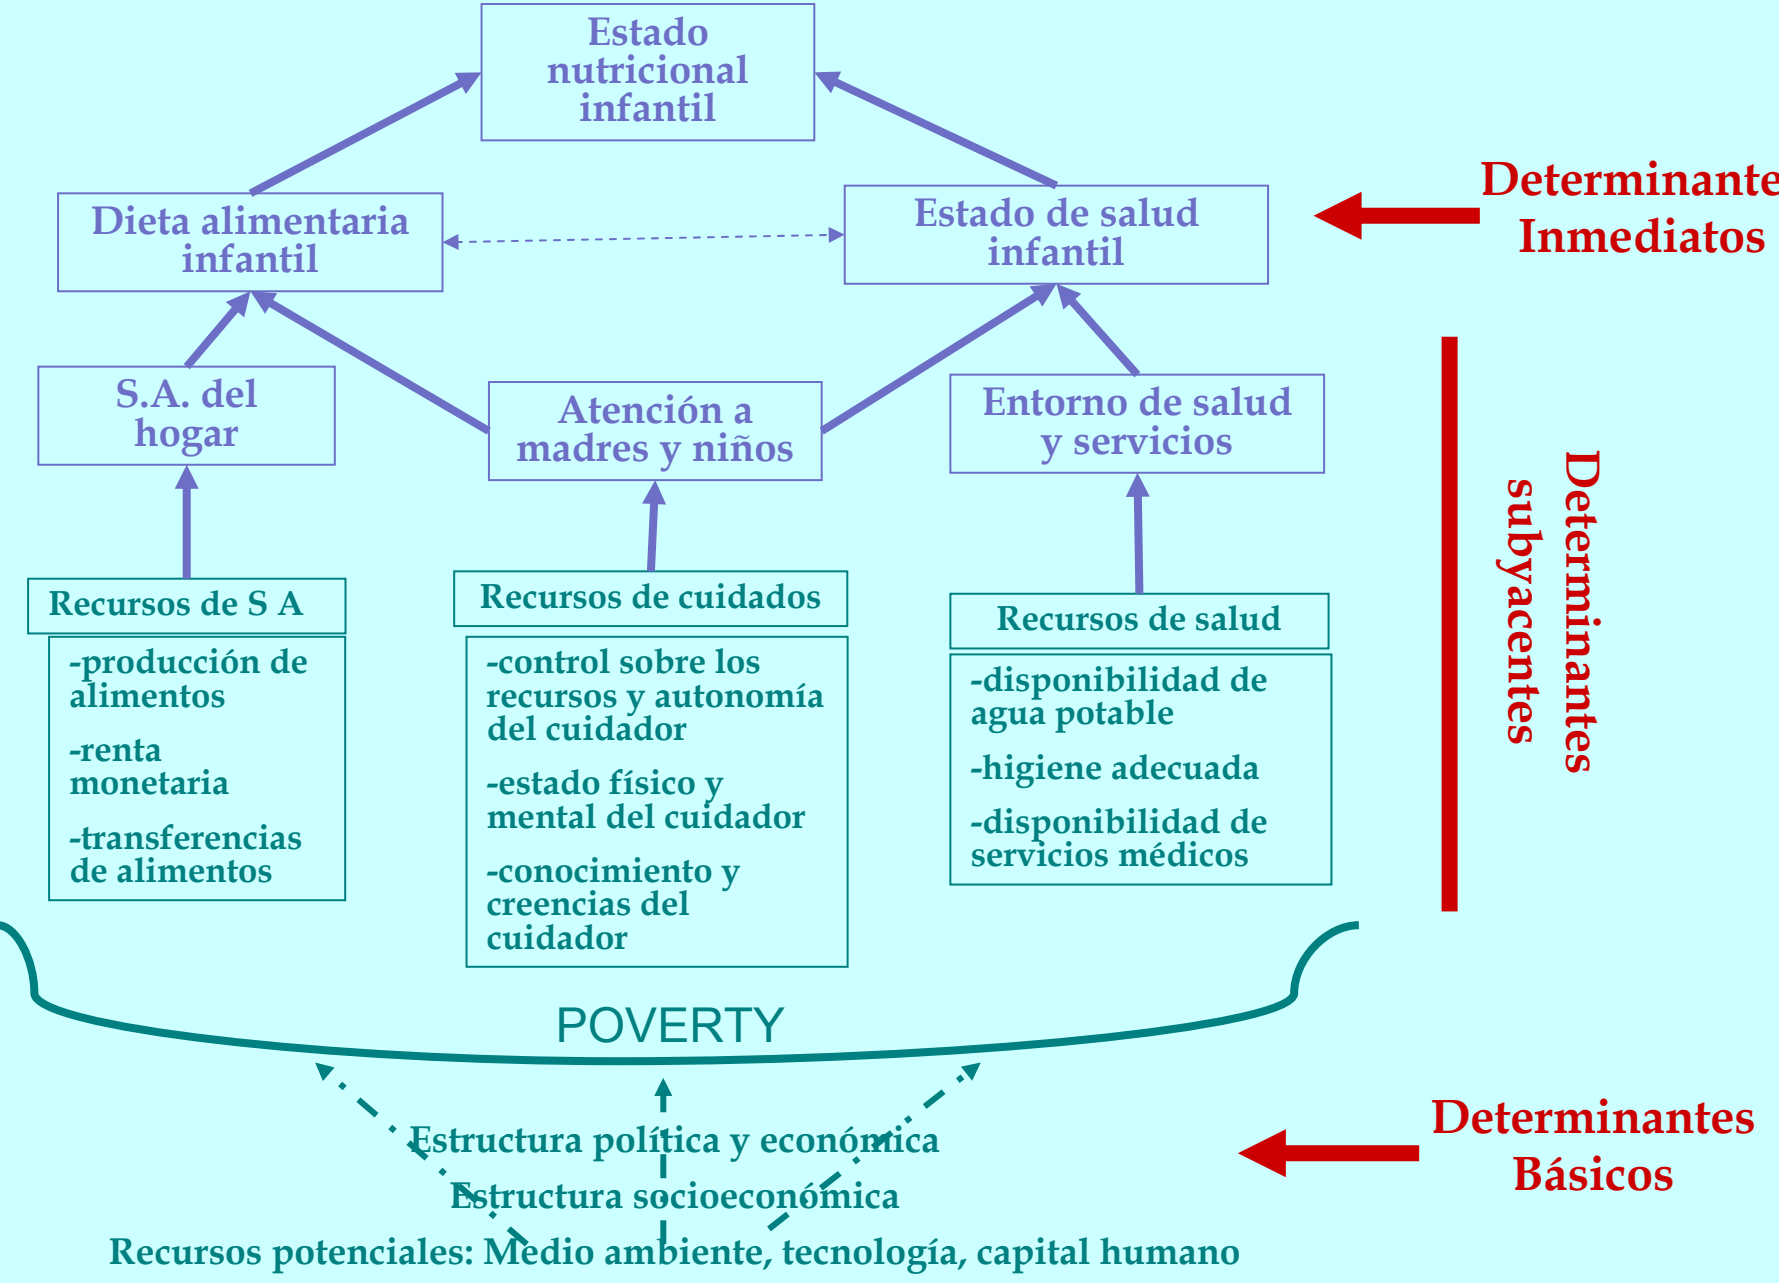 Estado
nutricional
infantil
Dieta alimentaria
infantil
Estado de salud
infantil
Determinante
Inmediatos
S.A. del
hogar
Atención a
madres y niños
Entorno de salud
y servicios
Determinantes
subyacentes
Recursos de S A
-producción de
alimentos
-renta
monetaria
-transferencias
de alimentos
Recursos de cuidados
-control sobre los
recursos y autonomía
del cuidador
-estado físico y
mental del cuidador
-conocimiento y
creencias del
cuidador
Recursos de salud
-disponibilidad de
agua potable
-higiene adecuada
-disponibilidad de
servicios médicos
POVERTY
Estructura política y económica
Estructura socioeconómica
Recursos potenciales: Medio ambiente, tecnología, capital humano
Determinantes
Básicos